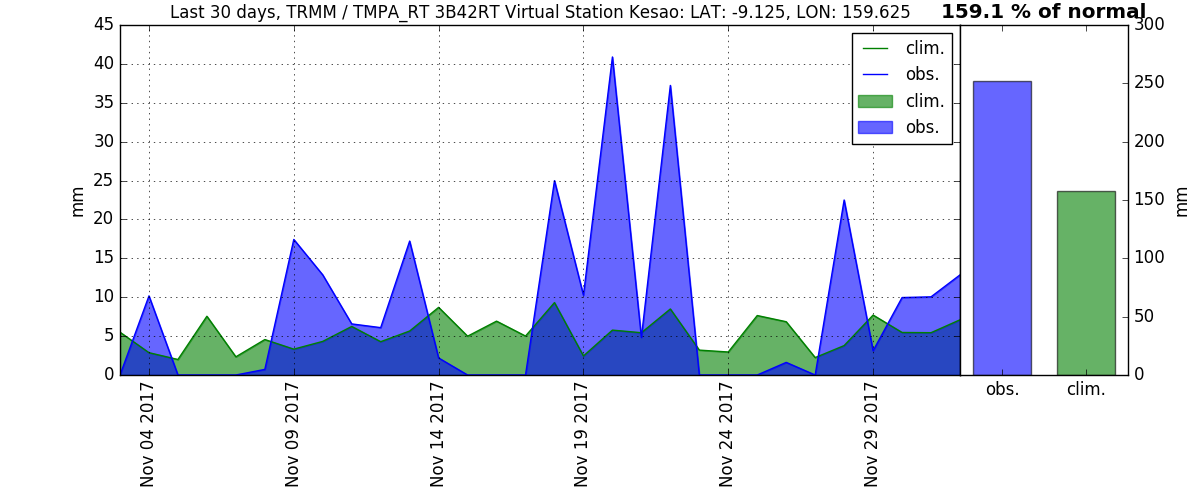 Last 30 days, TRMM / TMPA_RT 3B42RT Virtual Station Kesao: LAT: -9.125, LON: 159.625
159.1 % of normal
45
40
35
30
25
20
15
10
5
0
mm
clim.
obs.
clim.
obs.
Nov 04 2017
Nov 09 2017
Nov 14 2017
Nov 19 2017
Nov 24 2017
Nov 29 2017
300
250
200
150
100
50
0
mm
obs.
clim.